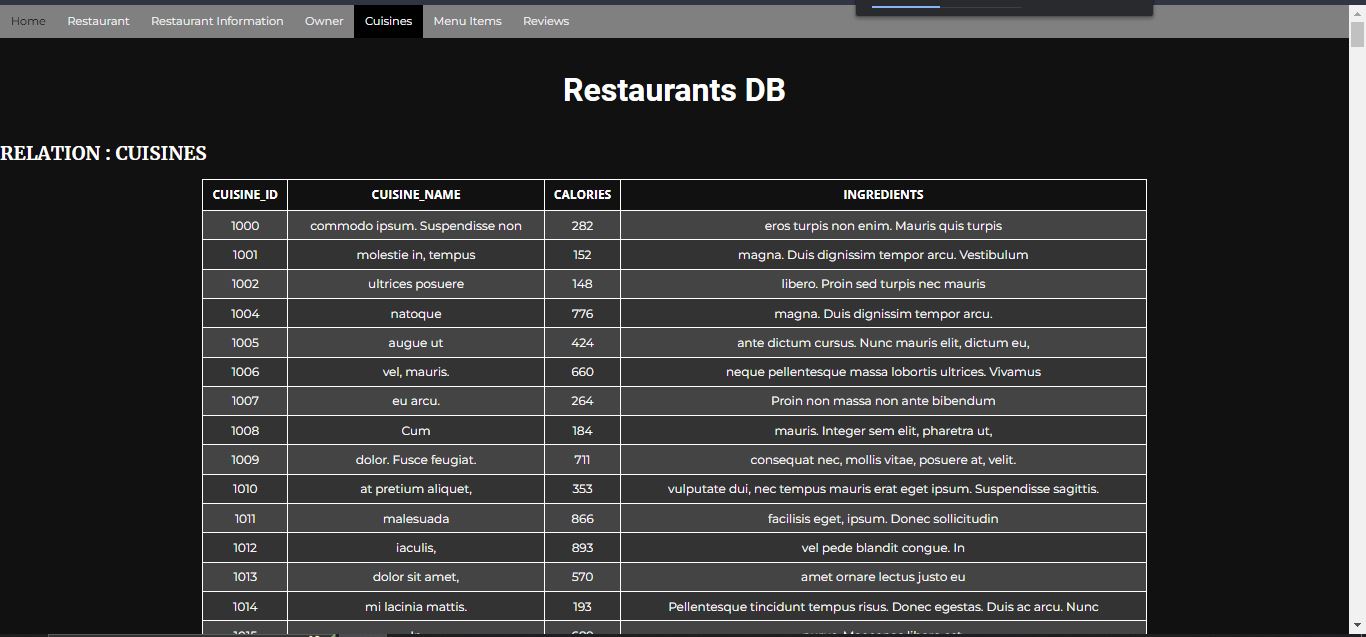 Home Restaurant Restaurant Information Owner Cuisines Menu Items Reviews
Restaurants DB
RELATION : CUISINES
CUISINE_ID CUISINE_NAME CALORIES INGREDIENTS
1000 commodo ipsum. Suspendisse non 282 eros turpis non enim. Mauris quis turpis
1001 molestie in, tempus 152 magna. Duis dignissim tempor arcu. Vestibulum
1002 ultrices posuere 148 libero. Proin sed turpis nec mauris
1004 natoque 776 magna. Duis dignissim tempor arcu.
1005 augue ut 424 ante dictum cursus. Nunc mauris elit, dictum eu,
1006 vel, mauris. 660 neque pellentesque massa lobortis ultrices. Vivamus
1007 eu arcu. 264 Proin non massa non ante bibendum
1008 Cum 184 mauris. Integer sem elit, pharetra ut,
1009 dolor. Fusce feugiat. 711 consequat nec, mollis vitae, posuere at, velit.
1010 at pretium aliquet, 353 vulputate dui, nec tempus mauris erat eget ipsum. Suspendisse sagittis.
1011 malesuada 866 facilisis eget, ipsum. Donec sollicitudin
1012 iaculis, 893 vel pede blandit congue. In
1013 dolor sit amet, 570 amet ornare lectus justo eu
1014 mi lacinia mattis. 193 Pellentesque tincidunt tempus risus. Donec egestas. Duis ac arcu. Nunc